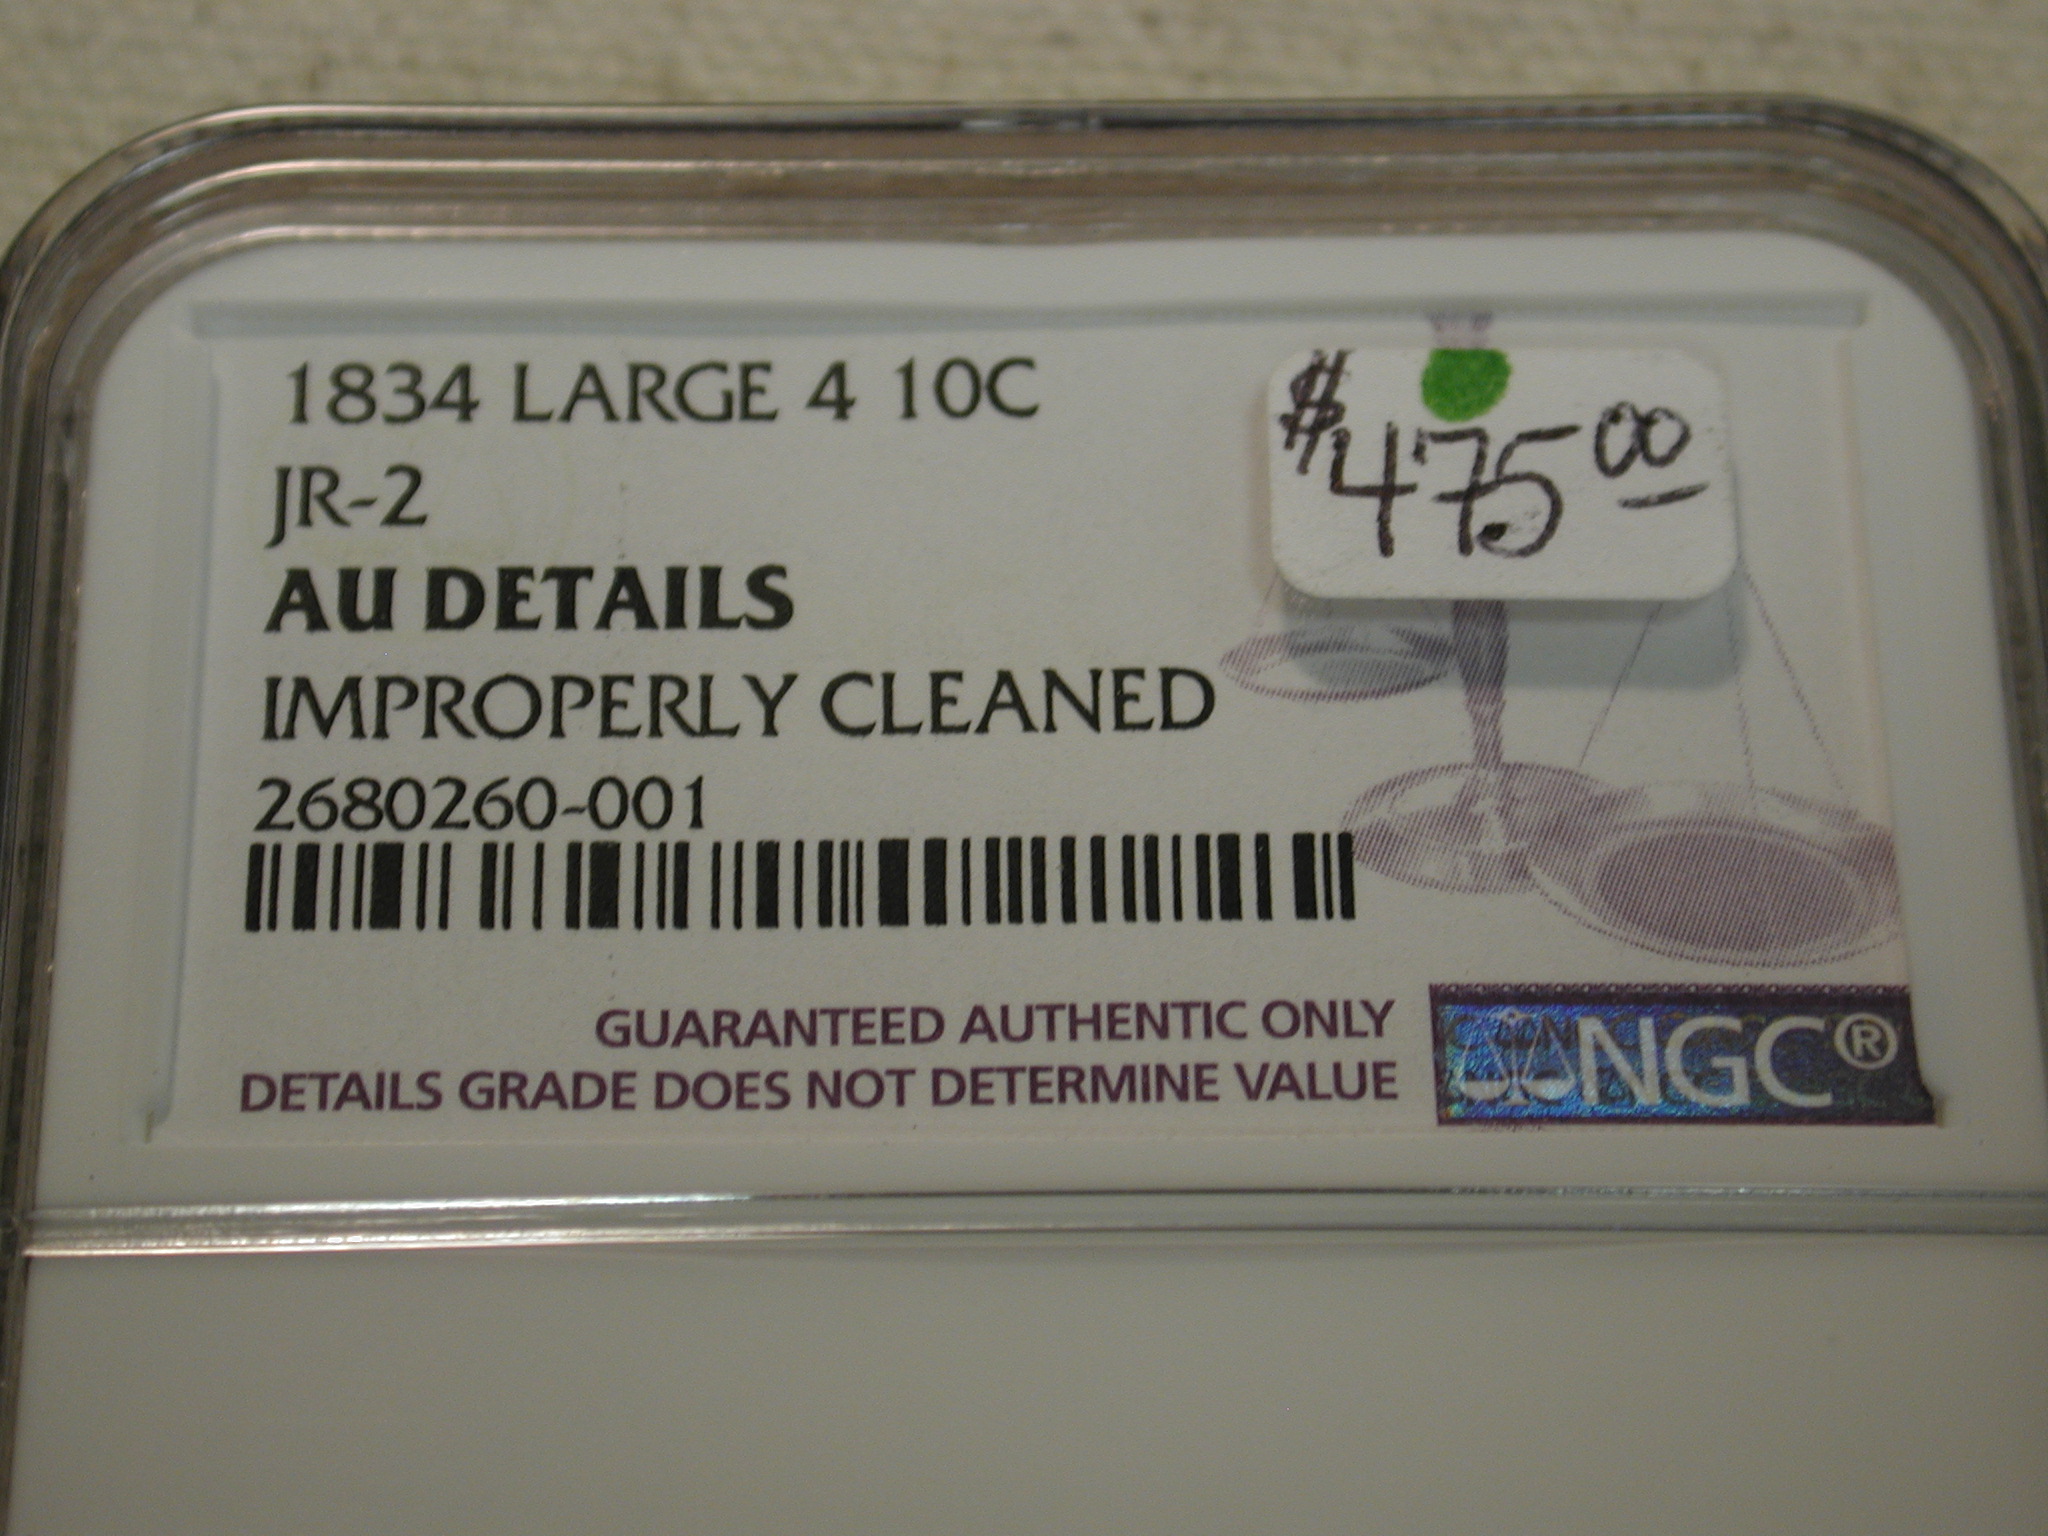 1834 LARGE 4 10C
JR-2
AU DETAILS
IMPROPERLY CLEANED
2680260-001
$475.00
GUARANTEED AUTHENTIC ONLY
DETAILS GRADE DOES NOT DETERMINE VALUE
NGC®